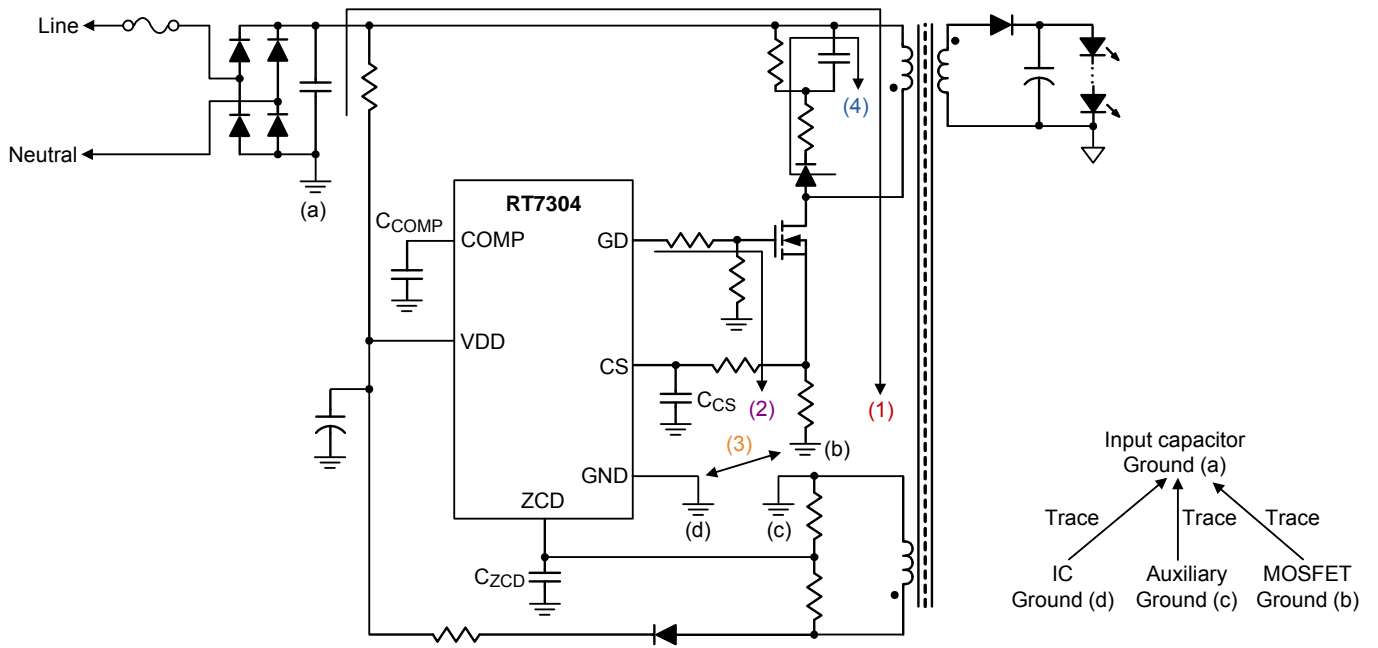 Line
Neutral
(a)
(4)
RT7304
CCOMP
COMP
GD
VDD
CS
CCS
(2)
(1)
(3)
(b)
GND
ZCD
(d)
(c)
CZCD
Input capacitor
Ground (a)
Trace
Trace
Trace
IC
Ground (d)
Auxiliary
Ground (c)
MOSFET
Ground (b)